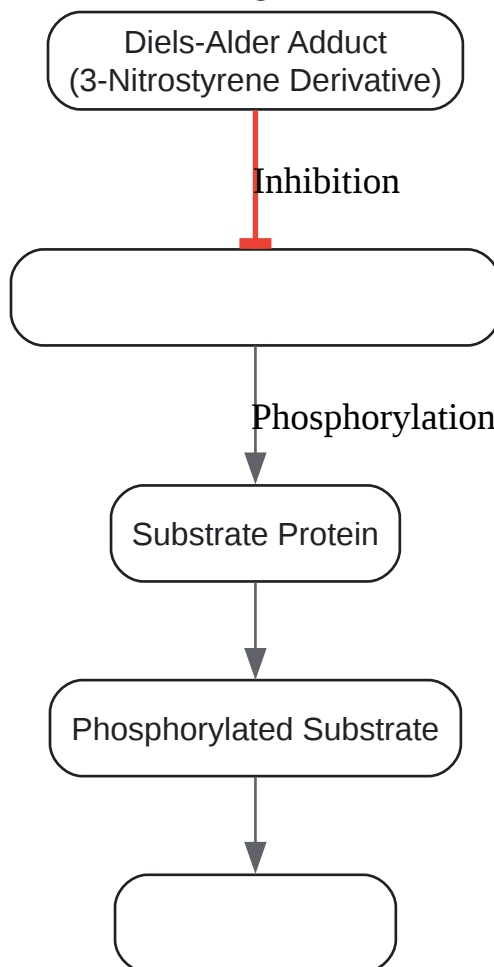 Diels-Alder Adduct
(3-Nitrostyrene Derivative)
Inhibition
Phosphorylation
Substrate Protein
Phosphorylated Substrate